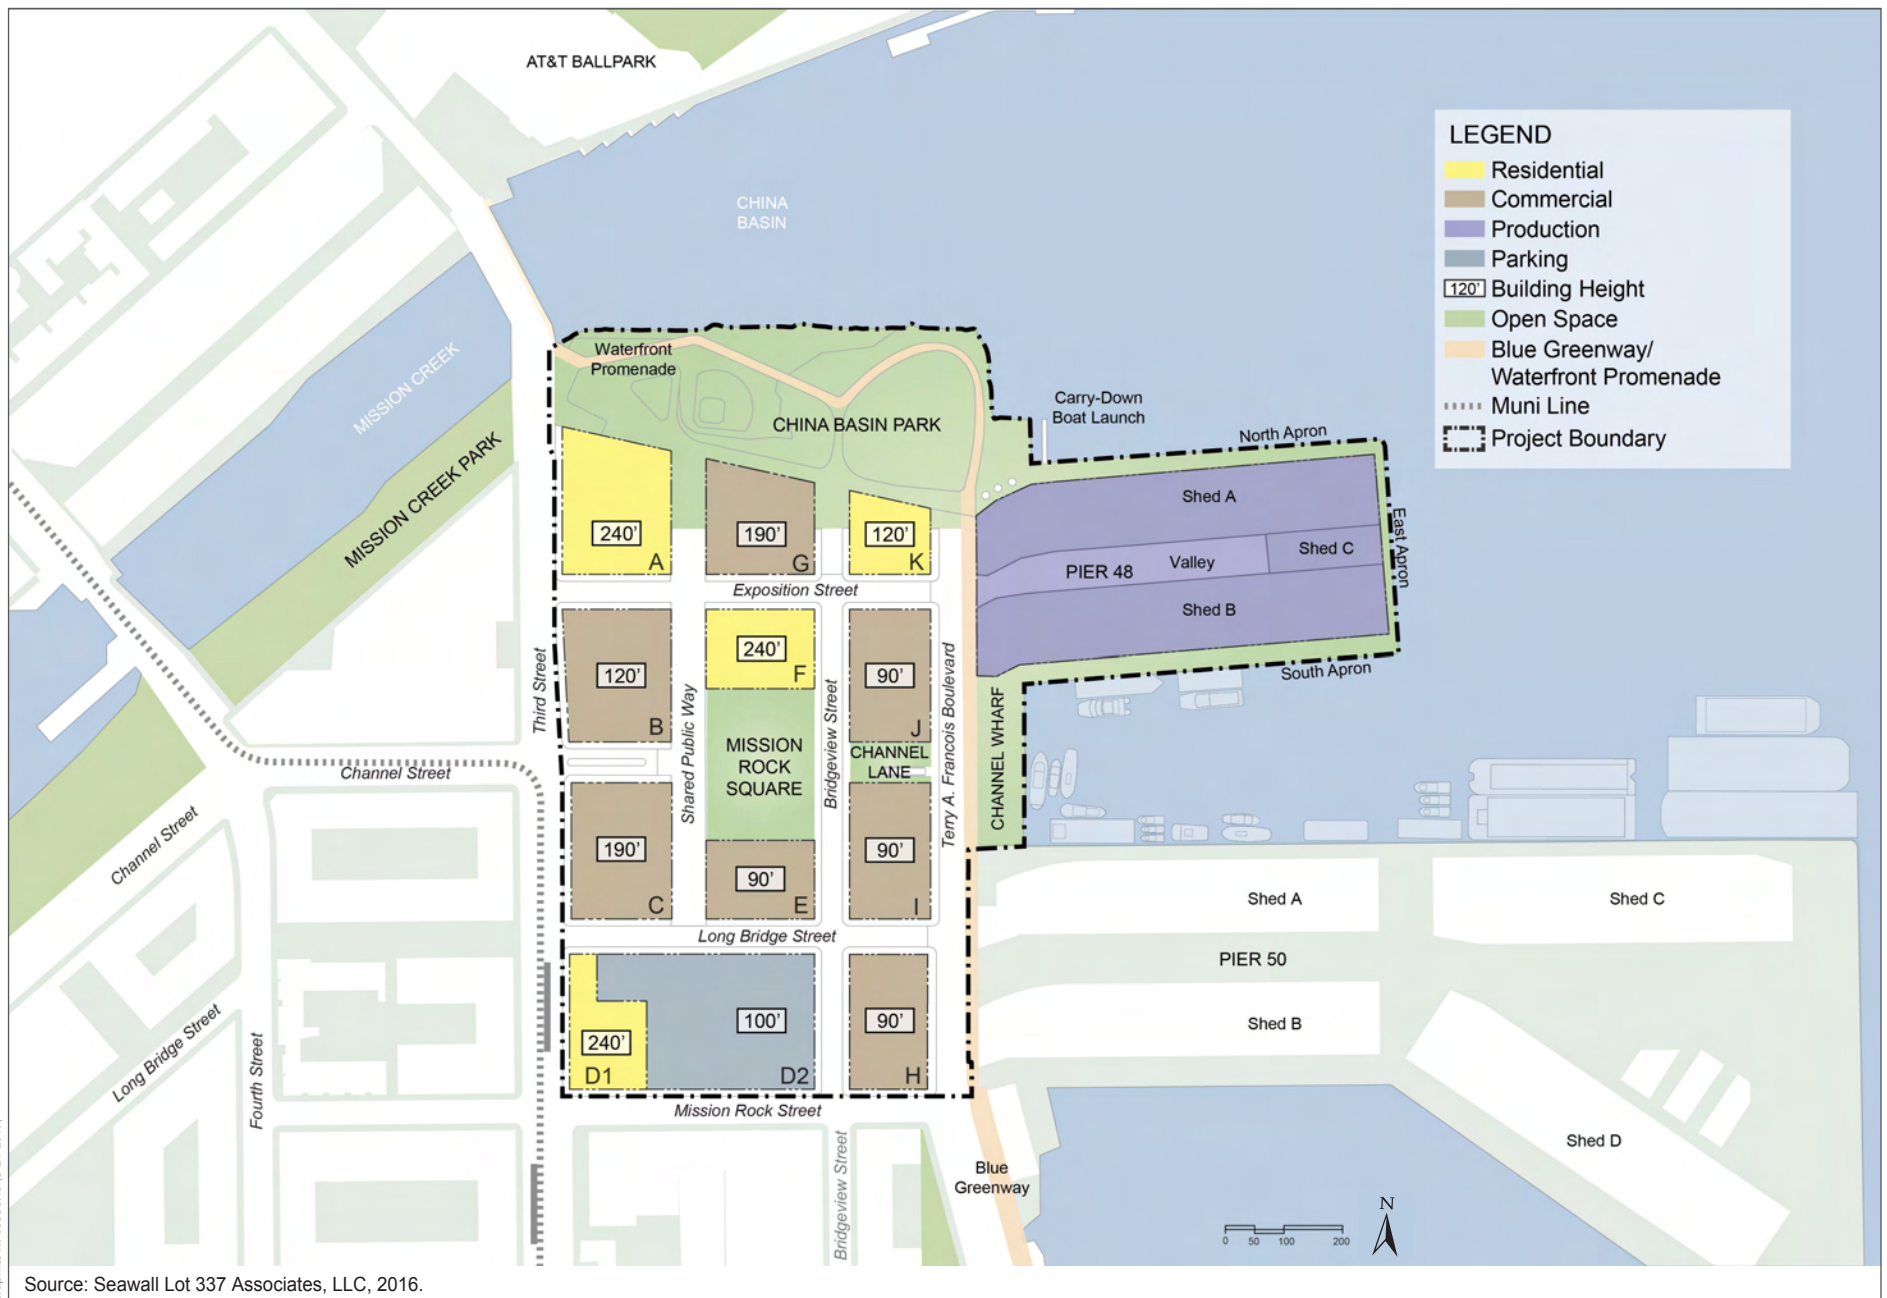 AT&T BALLPARK
CHINA
BASIN
LEGEND
Residential
Commercial
Production
Parking
120' Building Height
Open Space
Blue Greenway/
Waterfront Promenade
Muni Line
Project Boundary
MISSION CREEK
MISSION CREEK PARK
Waterfront
Promenade
CHINA BASIN PARK
Carry-Down
Boat Launch
North Apron
East Apron
South Apron
Shed A
Valley
Shed C
PIER 48
Shed B
240'
A
190'
G
120'
K
Exposition Street
Third Street
120'
B
240'
F
90'
J
Shared Public Way
Bridgeview Street
Terry A. Francois Boulevard
CHANNEL WHARF
MISSION
ROCK
SQUARE
CHANNEL
LANE
Channel Street
Channel Street
190'
C
90'
E
90'
I
Long Bridge Street
Shed A
Shed C
PIER 50
Shed B
Shed D
240'
D1
100'
D2
90'
H
Mission Rock Street
Long Bridge Street
Fourth Street
Bridgeview Street
Blue
Greenway
N
0 50 100 200
Source: Seawall Lot 337 Associates, LLC, 2016.